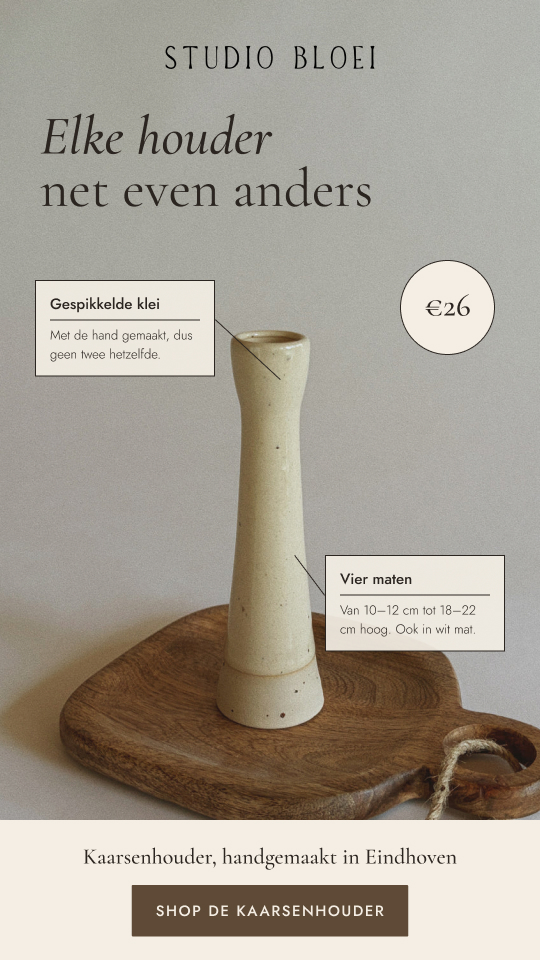 STUDIO BLOEI
Elke houder
net even anders
€26
Gespikkelde klei
Met de hand gemaakt, dus
geen twee hetzelfde.
Vier maten
Van 10–12 cm tot 18–22
cm hoog. Ook in wit mat.
Kaarsenhouder, handgemaakt in Eindhoven
SHOP DE KAARSENHOUDER